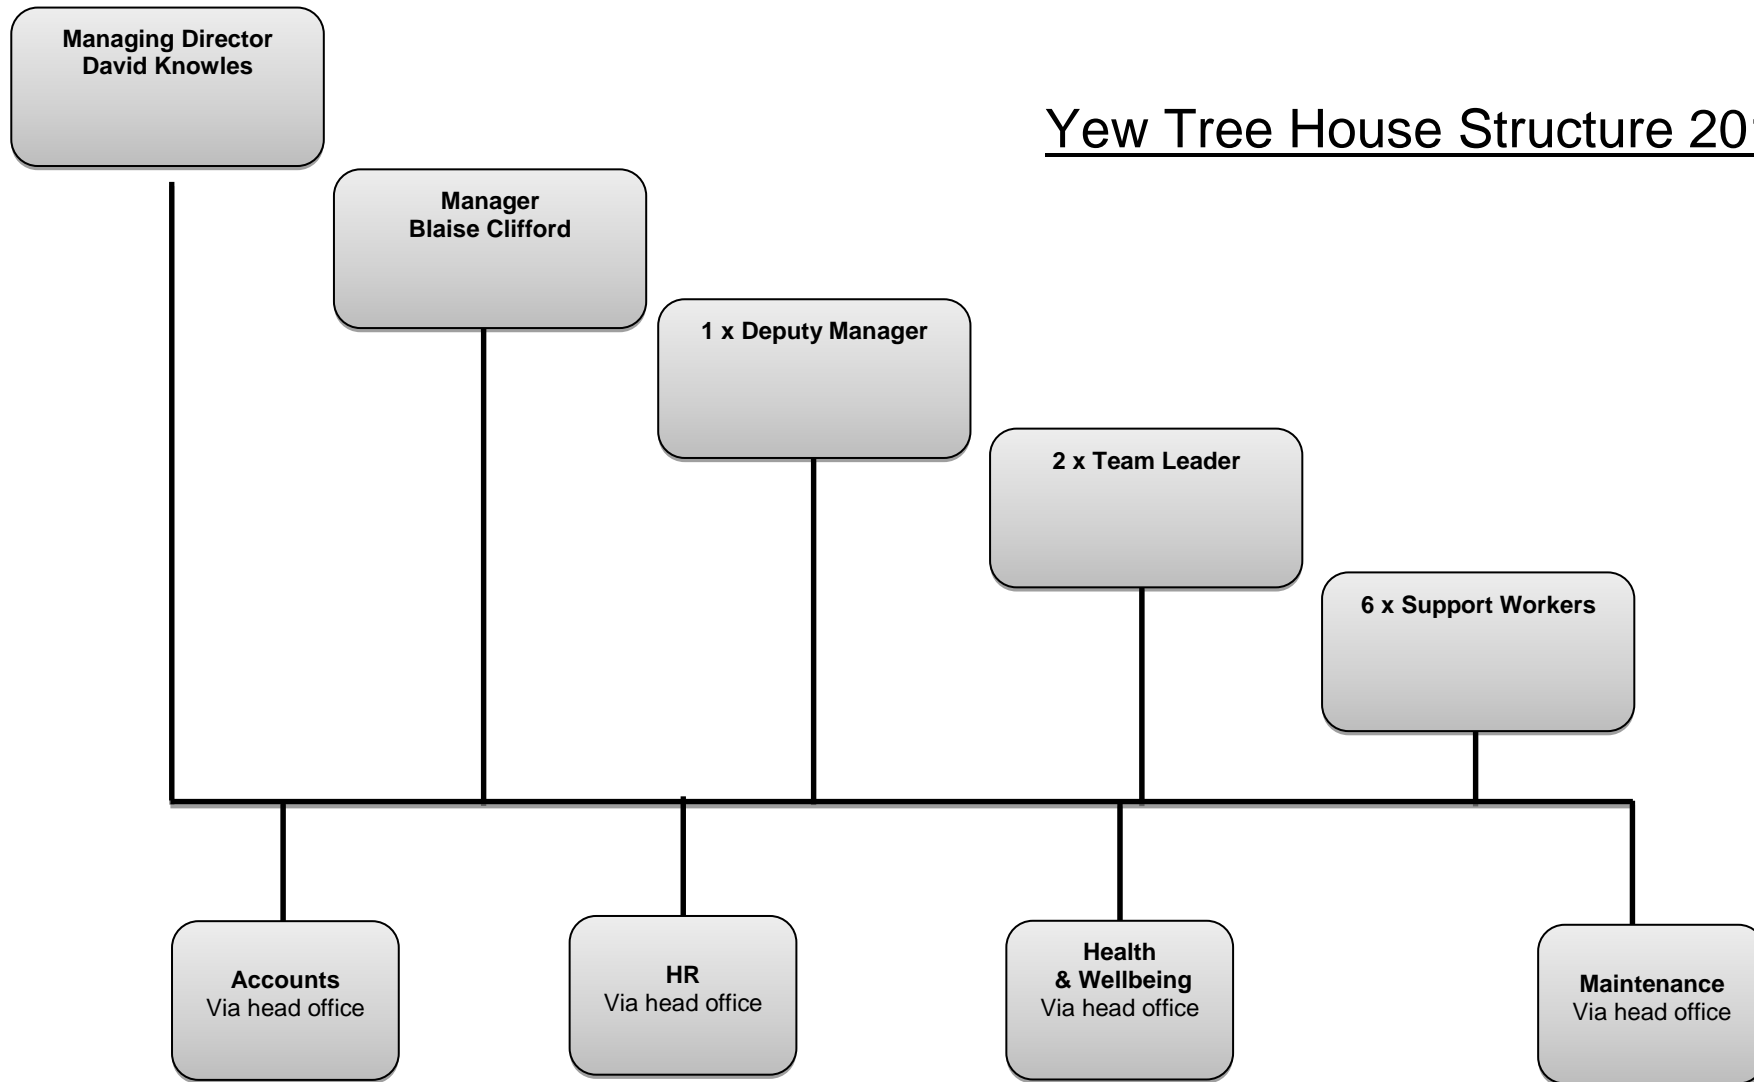 Managing Director
David Knowles
Yew Tree House Structure
Manager
Blaise Clifford
1 x Deputy Manager
2 x Team Leader
6 x Support Workers
Accounts
Via head office
HR
Via head office
Health
& Wellbeing
Via head office
Maintenance
Via head office